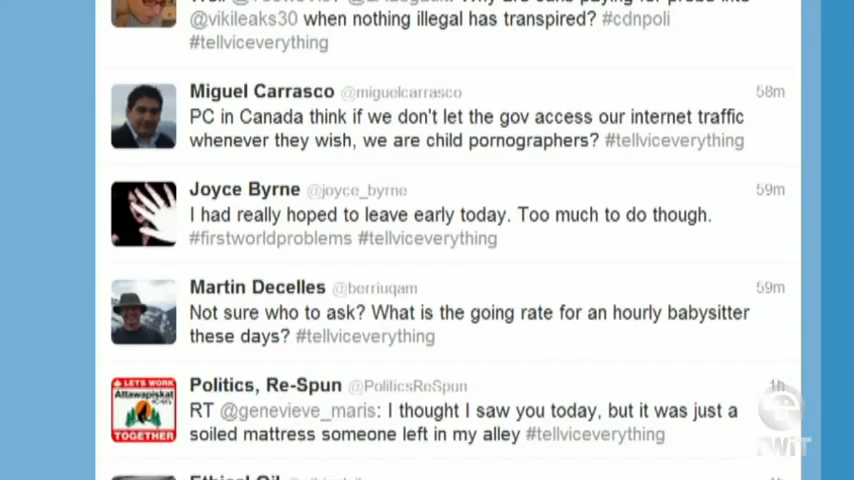 @vikileaks30 when nothing illegal has transpired? #cdnpoli
#tellviceverything
Miguel Carrasco @miguelcarrasco 58m
PC in Canada think if we don't let the gov access our internet traffic
whenever they wish, we are child pornographers? #tellviceverything
Joyce Byrne @joyce_byrne 59m
I had really hoped to leave early today. Too much to do though.
#firstworldproblems #tellviceverything
Martin Decelles @berriuqam 59m
Not sure who to ask? What is the going rate for an hourly babysitter
these days? #tellviceverything
Politics, Re-Spun @PoliticsReSpun 1h
LETS WORK
Attawapiskat
TOGETHER
RT @genevieve_maris: I thought I saw you today, but it was just a
soiled mattress someone left in my alley #tellviceverything
TWiT